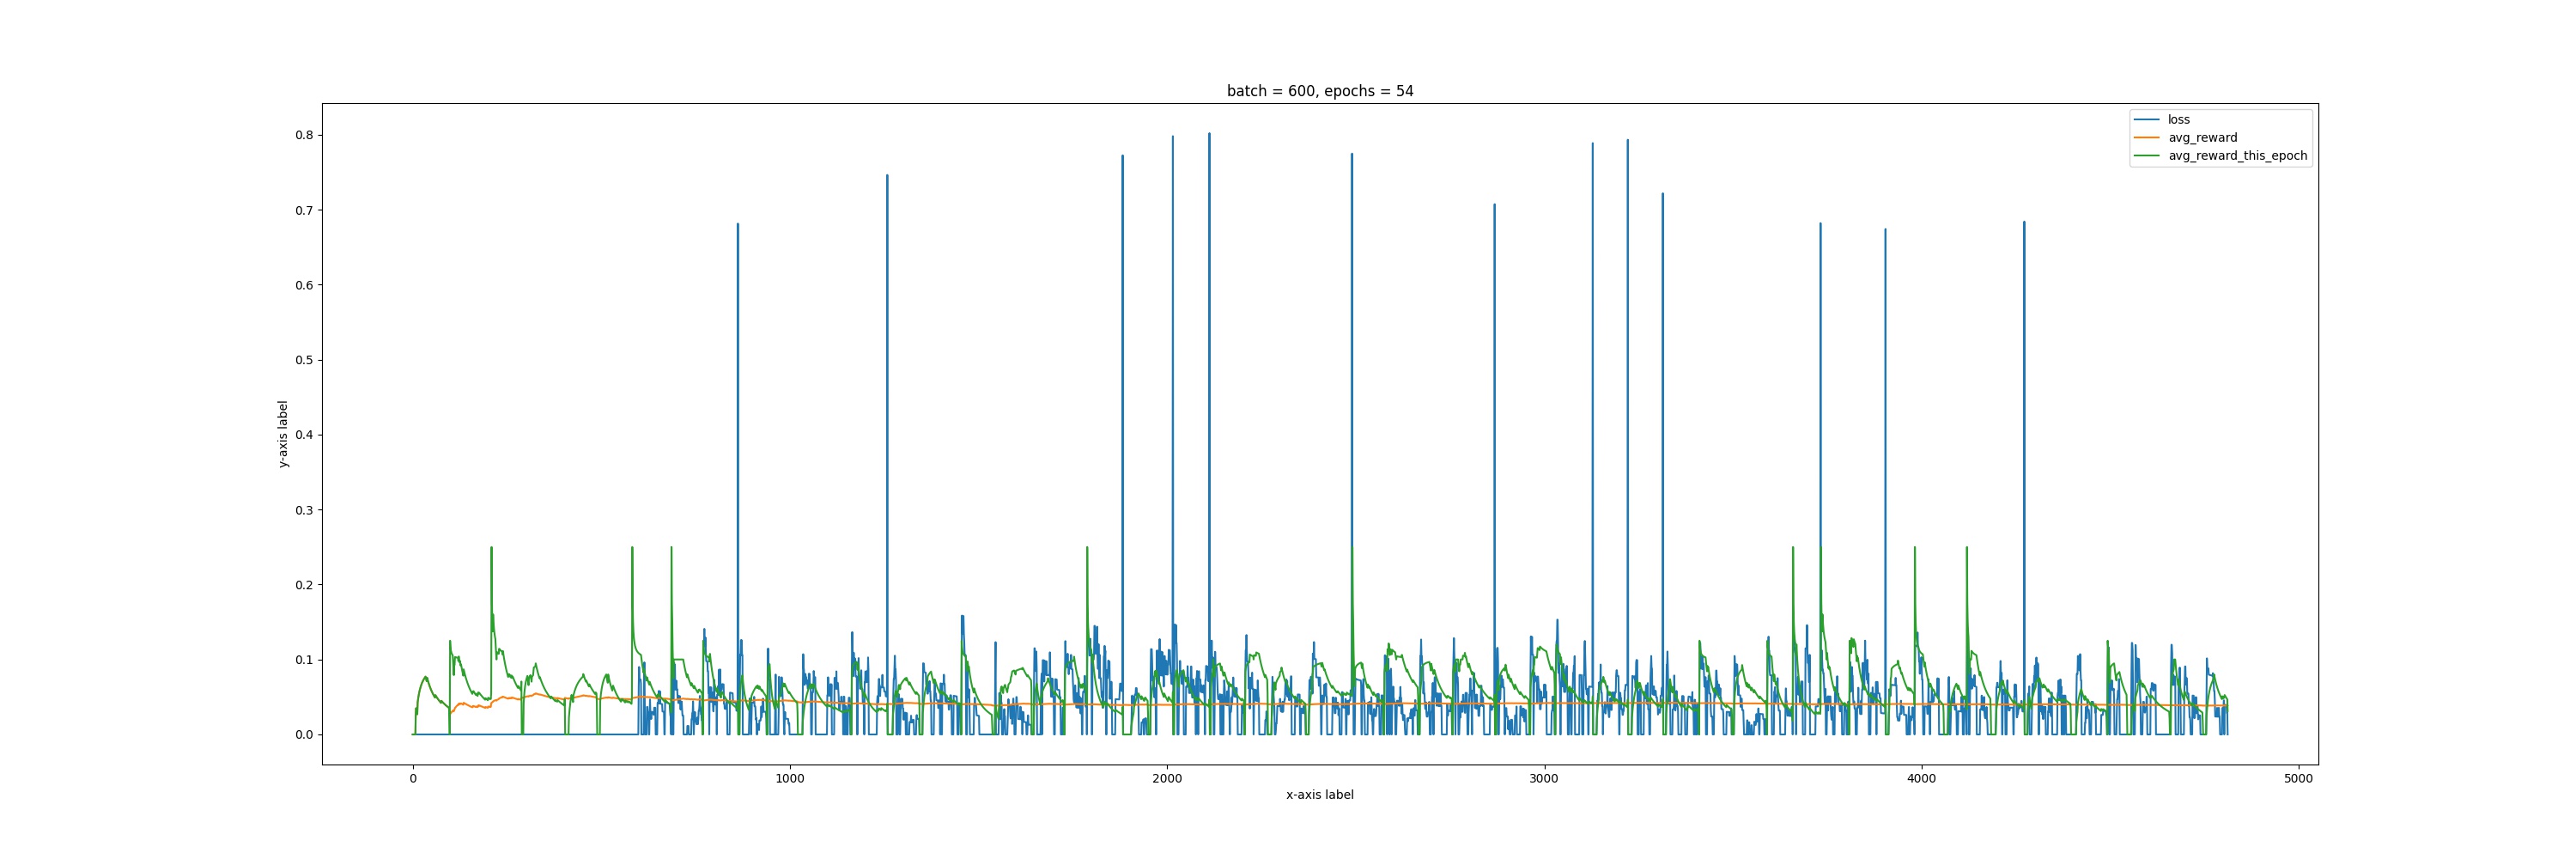 batch = 600, epochs = 54
loss
avg_reward
avg_reward_this_epoch
y-axis label
0.8
0.7
0.6
0.5
0.4
0.3
0.2
0.1
0.0
0 1000 2000 3000 4000 5000
x-axis label